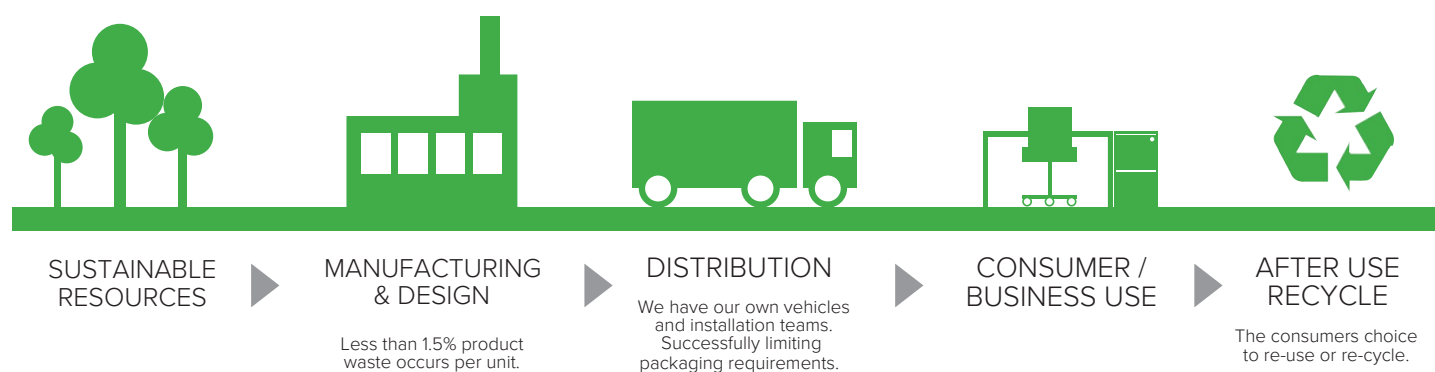 SUSTAINABLE
RESOURCES
MANUFACTURING
& DESIGN
Less than 1.5% product
waste occurs per unit.
DISTRIBUTION
We have our own vehicles
and installation teams.
Successfully limiting
packaging requirements.
CONSUMER /
BUSINESS USE
AFTER USE
RECYCLE
The consumers choice
to re-use or re-cycle.